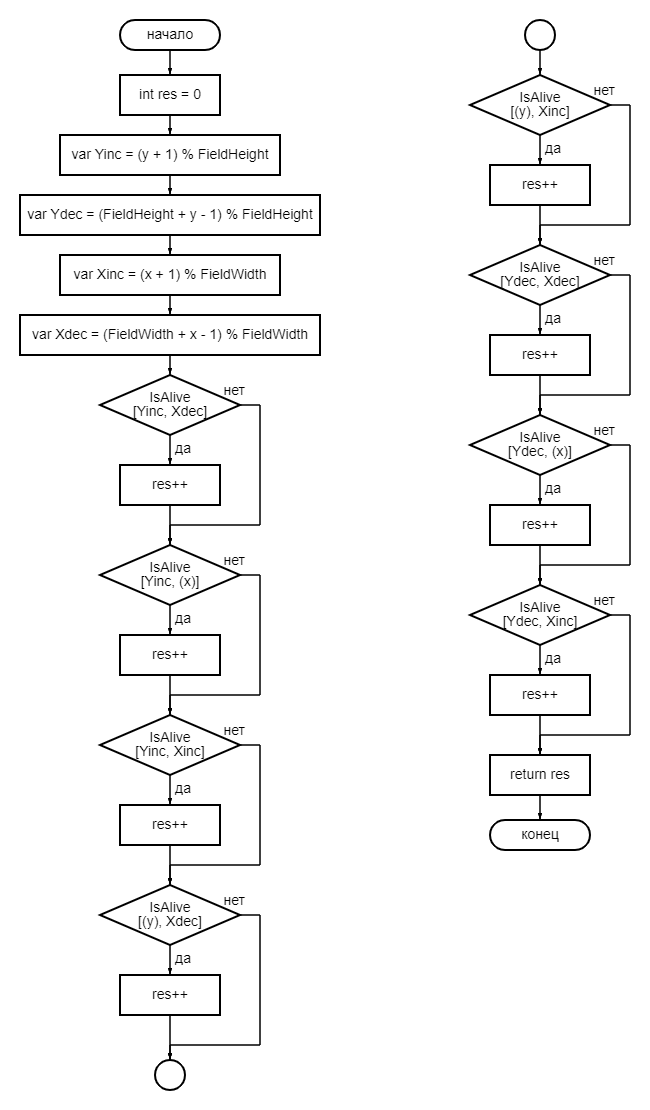 начало
int res = 0
var Yinc = (y + 1) % FieldHeight
var Ydec = (FieldHeight + y - 1) % FieldHeight
var Xinc = (x + 1) % FieldWidth
var Xdec = (FieldWidth + x - 1) % FieldWidth
IsAlive
[Yinc, Xdec]
нет
да
res++
IsAlive
[Yinc, (x)]
нет
да
res++
IsAlive
[Yinc, Xinc]
нет
да
res++
IsAlive
[(y), Xdec]
нет
да
res++
IsAlive
[(y), Xinc]
нет
да
res++
IsAlive
[Ydec, Xdec]
нет
да
res++
IsAlive
[Ydec, (x)]
нет
да
res++
IsAlive
[Ydec, Xinc]
нет
да
res++
return res
конец